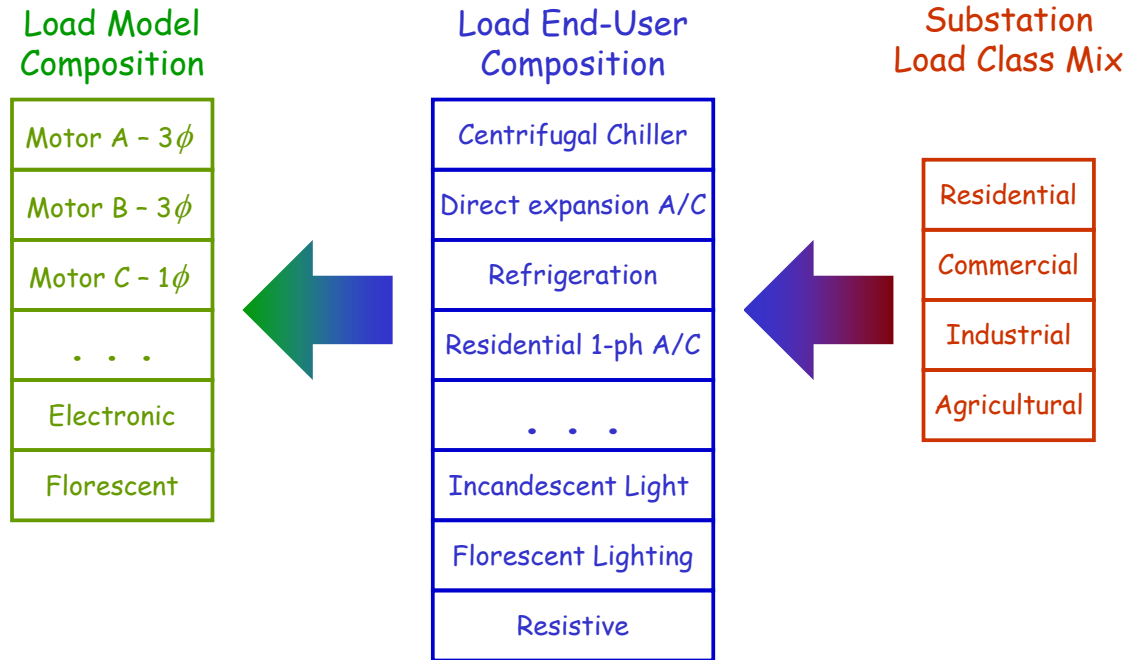 Load Model
Composition
Motor A – 3ϕ
Motor B – 3ϕ
Motor C – 1ϕ
. . .
Electronic
Florescent
Load End-User
Composition
Centrifugal Chiller
Direct expansion A/C
Refrigeration
Residential 1-ph A/C
. . .
Incandescent Light
Florescent Lighting
Resistive
Substation
Load Class Mix
Residential
Commercial
Industrial
Agricultural